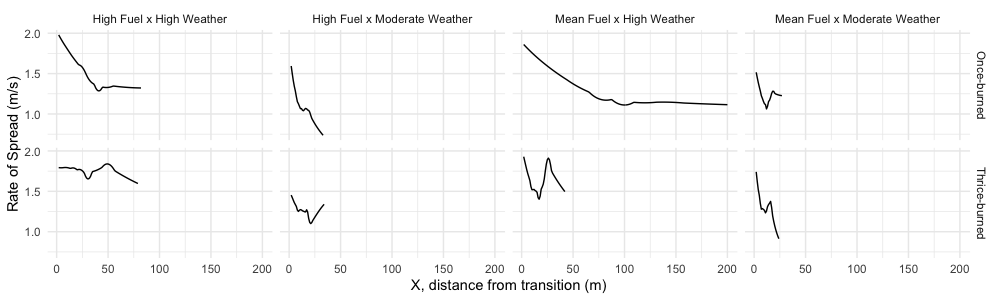 High Fuel x High Weather
High Fuel x Moderate Weather
Mean Fuel x High Weather
Mean Fuel x Moderate Weather
Rate of Spread (m/s)
2.0
1.5
1.0
Once-burned
2.0
1.5
1.0
Thrice-burned
0 50 100 150 200
0 50 100 150 200
0 50 100 150 200
0 50 100 150 200
X, distance from transition (m)